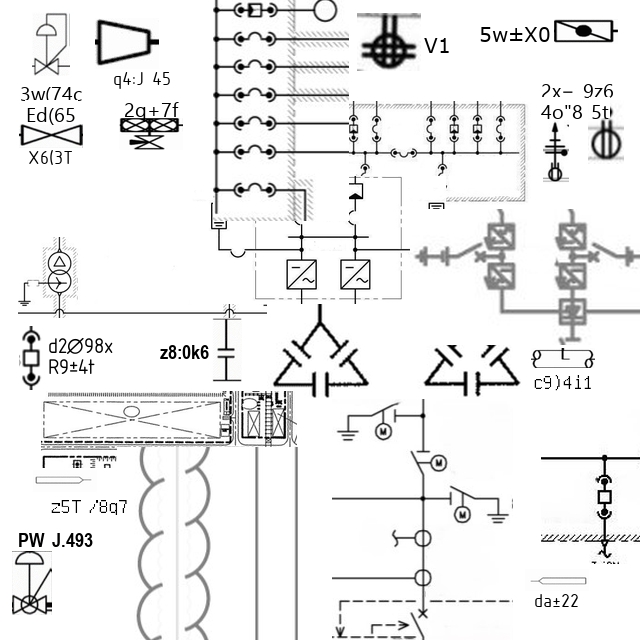 V1
5w±X0
q4:J 45
3w(74c
Ed(65
2q+7f
X6(3T
2x– 9z6
4o"8 5t
d2∅98x
R9±4t
z8:0k6
L
c9)4i1
M
M
M
z5T /8q7
PW J.493
da±22